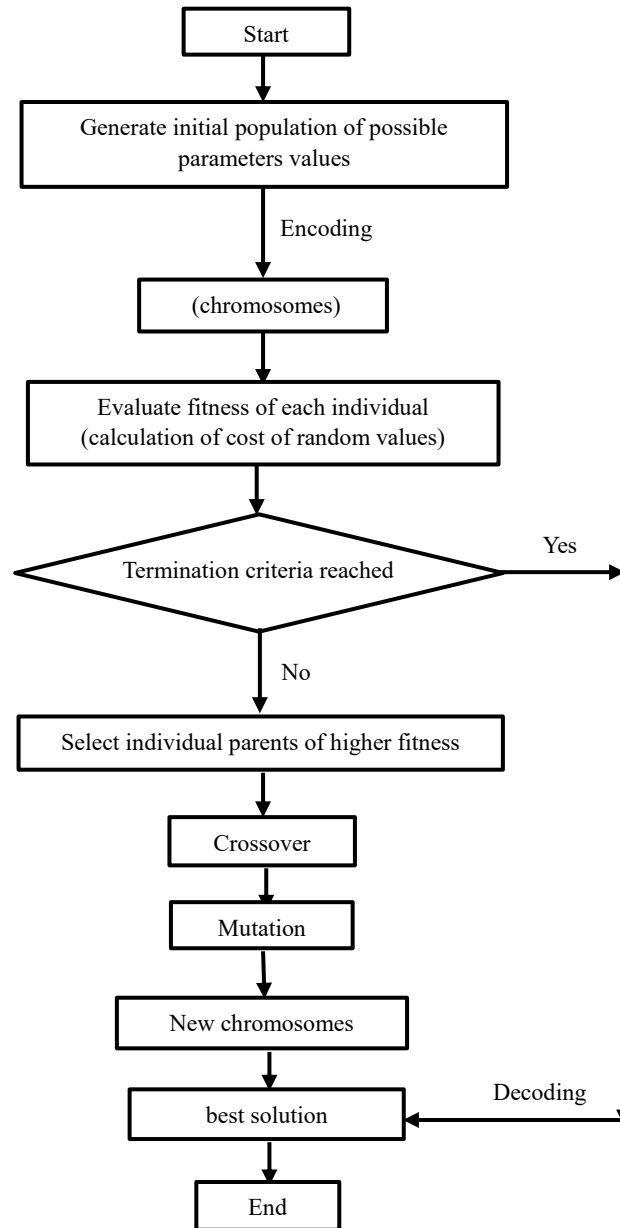 Start
Generate initial population of possible
parameters values
Encoding
(chromosomes)
Evaluate fitness of each individual
(calculation of cost of random values)
Termination criteria reached
Yes
No
Select individual parents of higher fitness
Crossover
Mutation
New chromosomes
Decoding
best solution
End